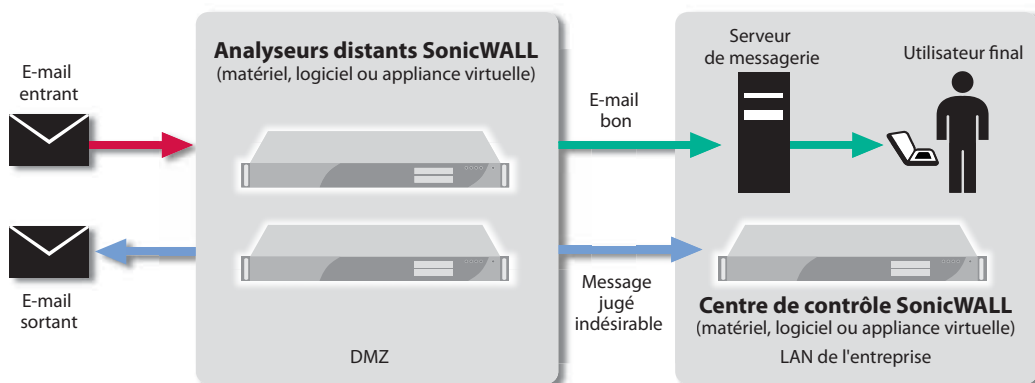 E-mail
entrant
Analyseurs distants SonicWALL
(matériel, logiciel ou appliance virtuelle)
E-mail
bon
Serveur
de messagerie
Utilisateur final
E-mail
sortant
DMZ
Message
jugé
indésirable
Centre de contrôle SonicWALL
(matériel, logiciel ou appliance virtuelle)
LAN de l'entreprise